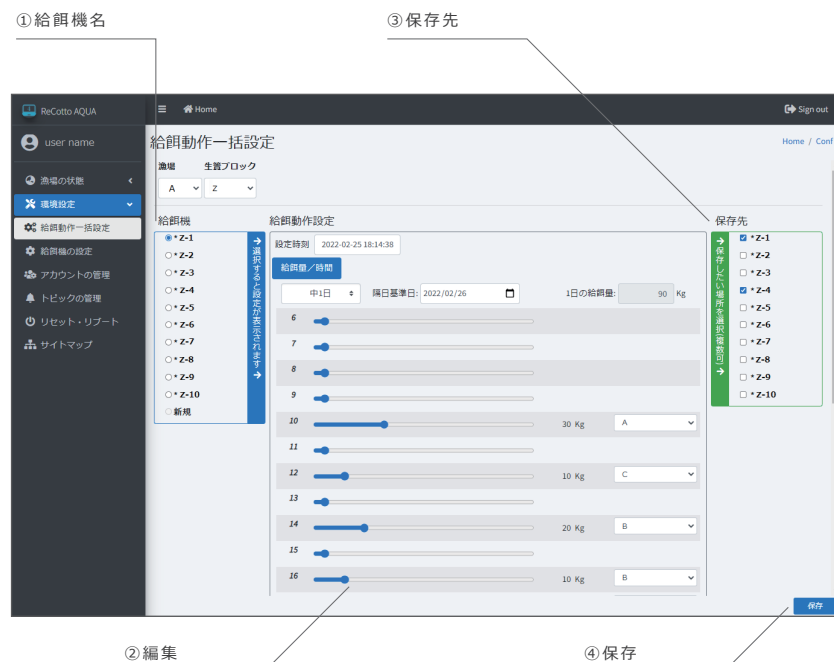 ①給餌機名
③保存先
ReCotto AQUA
Home
Sign out
user name
給餌動作一括設定
Home / Conf
漁場 生簀ブロック
A Z
漁場の状態
環境設定
給餌動作一括設定
給餌機の設定
アカウントの管理
トピックの管理
リセット・リブート
サイトマップ
給餌機
* Z-1
* Z-2
* Z-3
* Z-4
* Z-5
* Z-6
* Z-7
* Z-8
* Z-9
* Z-10
新規
選択すると設定が表示されます
給餌動作設定
設定時刻 2022-02-25 18:14:38
給餌量／時間
中1日 隔日基準日: 2022/02/26 1日の給餌量: 90 Kg
6
7
8
9
10 30 Kg A
11
12 10 Kg C
13
14 20 Kg B
15
16 10 Kg B
保存先
保存したい場所を選択(複数可)
* Z-1
* Z-2
* Z-3
* Z-4
* Z-5
* Z-6
* Z-7
* Z-8
* Z-9
* Z-10
保存
②編集
④保存